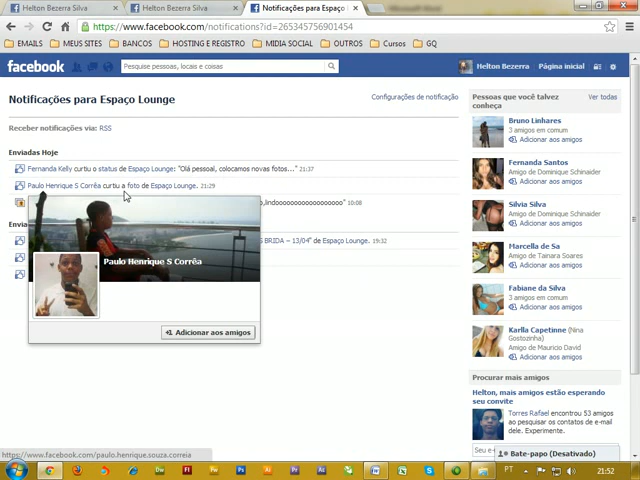 Helton Bezerra Silva
Helton Bezerra Silva
Notificações para Espaço
https://www.facebook.com/notifications?id=265345756901454
EMAILS MEUS SITES BANCOS HOSTING E REGISTRO MIDIA SOCIAL OUTROS Cursos GQ
facebook
Pesquise pessoas, locais e coisas
Helton Bezerra Página inicial
Notificações para Espaço Lounge
Configurações de notificação
Receber notificações via: RSS
Enviadas Hoje
Fernanda Kelly curtiu o status de Espaço Lounge: "Olá pessoal, colocamos novas fotos..." 21:37
Paulo Henrique S Corrêa curtiu a foto de Espaço Lounge. 21:29
10:08
BRIDA – 13/04" de Espaço Lounge. 19:32
Paulo Henrique S Corrêa
Adicionar aos amigos
Pessoas que você talvez conheça
Ver todas
Bruno Linhares
3 amigos em comum
Adicionar aos amigos
Fernanda Santos
Amigo de Dominique Schinaider
Adicionar aos amigos
Silvia Silva
Amigo de Dominique Schinaider
Adicionar aos amigos
Marcella de Sa
Amigo de Tainara Soares
Adicionar aos amigos
Fabiane da Silva
3 amigos em comum
Adicionar aos amigos
Karlla Capetinne (Nina
Gostozinha)
Amigo de Mauricio David
Adicionar aos amigos
Procurar mais amigos
Helton, mais amigos estão esperando
seu convite
Torres Rafael encontrou 53 amigos
ao pesquisar os contatos de e-mail
dele. Experimente.
Seu e-
Bate-papo (Desativado)
https://www.facebook.com/paulo.henrique.souza.correia
PT
21:52